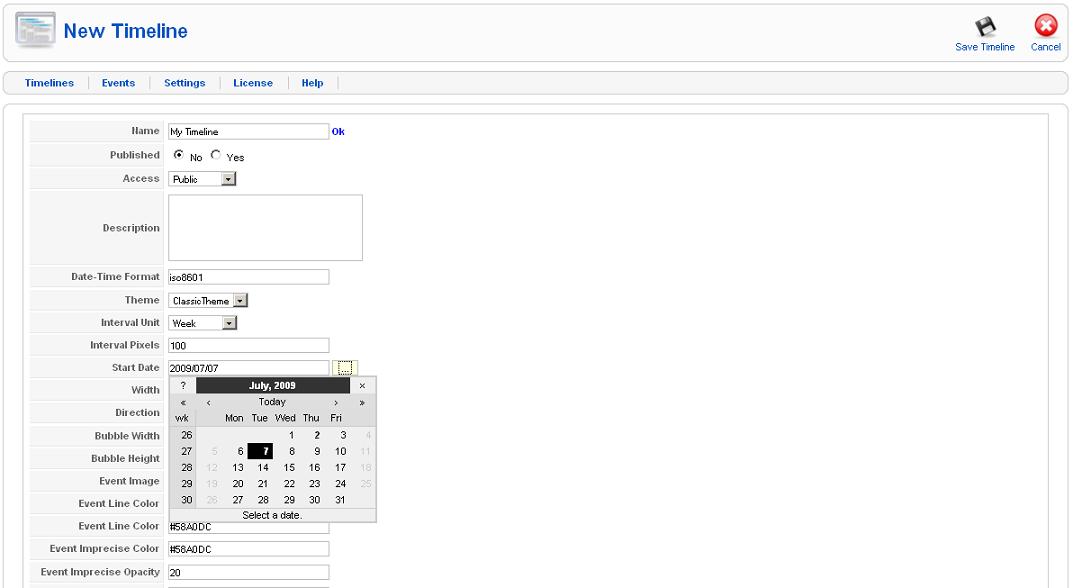 New Timeline
Save Timeline Cancel
Timelines Events Settings License Help
Name My Timeline Ok
Published No Yes
Access Public
Description
Date-Time Format iso8601
Theme ClassicTheme
Interval Unit Week
Interval Pixels 100
Start Date 2009/07/07 ...
Width
Direction
Bubble Width
Bubble Height
Event Image
Event Line Color
Event Line Color #58A0DC
Event Imprecise Color #58A0DC
Event Imprecise Opacity 20
? July, 2009 ×
« ‹ Today › »
wk Mon Tue Wed Thu Fri
26 1 2 3 4
27 5 6 7 8 9 10 11
28 12 13 14 15 16 17 18
29 19 20 21 22 23 24 25
30 26 27 28 29 30 31
Select a date.